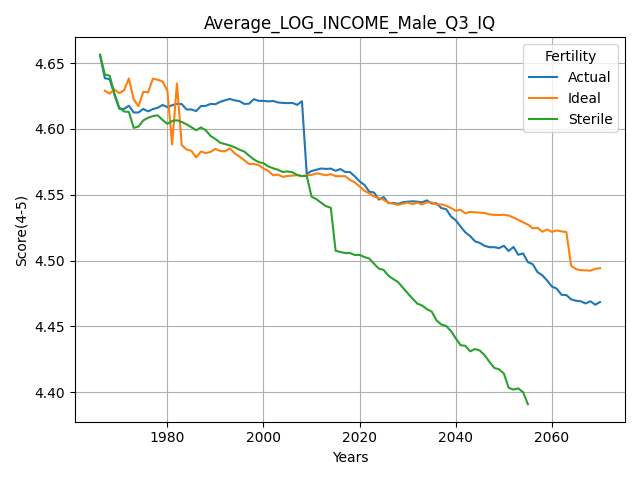 Average_LOG_INCOME_Male_Q3_IQ
Score(4-5)
4.65
4.60
4.55
4.50
4.45
4.40
Fertility
Actual
Ideal
Sterile
1980
2000
2020
2040
2060
Years